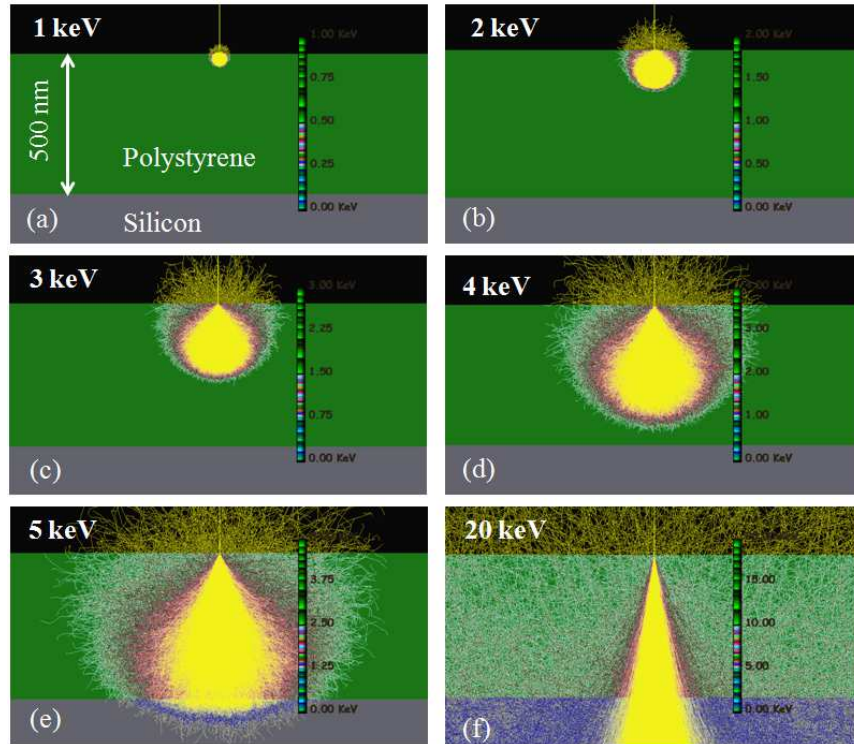 1 keV
1.00 KeV
0.75
500 nm
0.50
Polystyrene
0.25
0.00 KeV
(a)
Silicon
2 keV
2.00 KeV
1.50
1.00
0.50
0.00 KeV
(b)
3 keV
3.00 KeV
2.25
1.50
0.75
0.00 KeV
(c)
4 keV
3.00
2.00
1.00
0.00 KeV
(d)
5 keV
3.75
2.50
1.25
0.00 KeV
(e)
20 keV
15.00
10.00
5.00
0.00 KeV
(f)